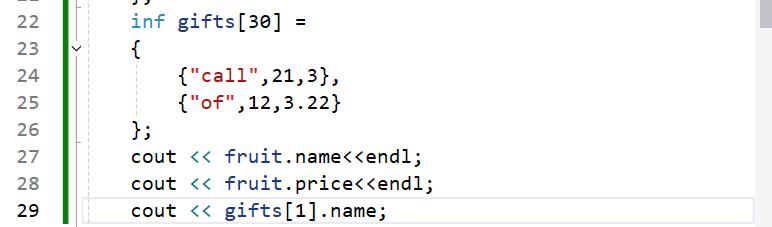 22 inf gifts[30] =
23 {
24 {"call",21,3},
25 {"of",12,3.22}
26 };
27 cout << fruit.name<<endl;
28 cout << fruit.price<<endl;
29 cout << gifts[1].name;